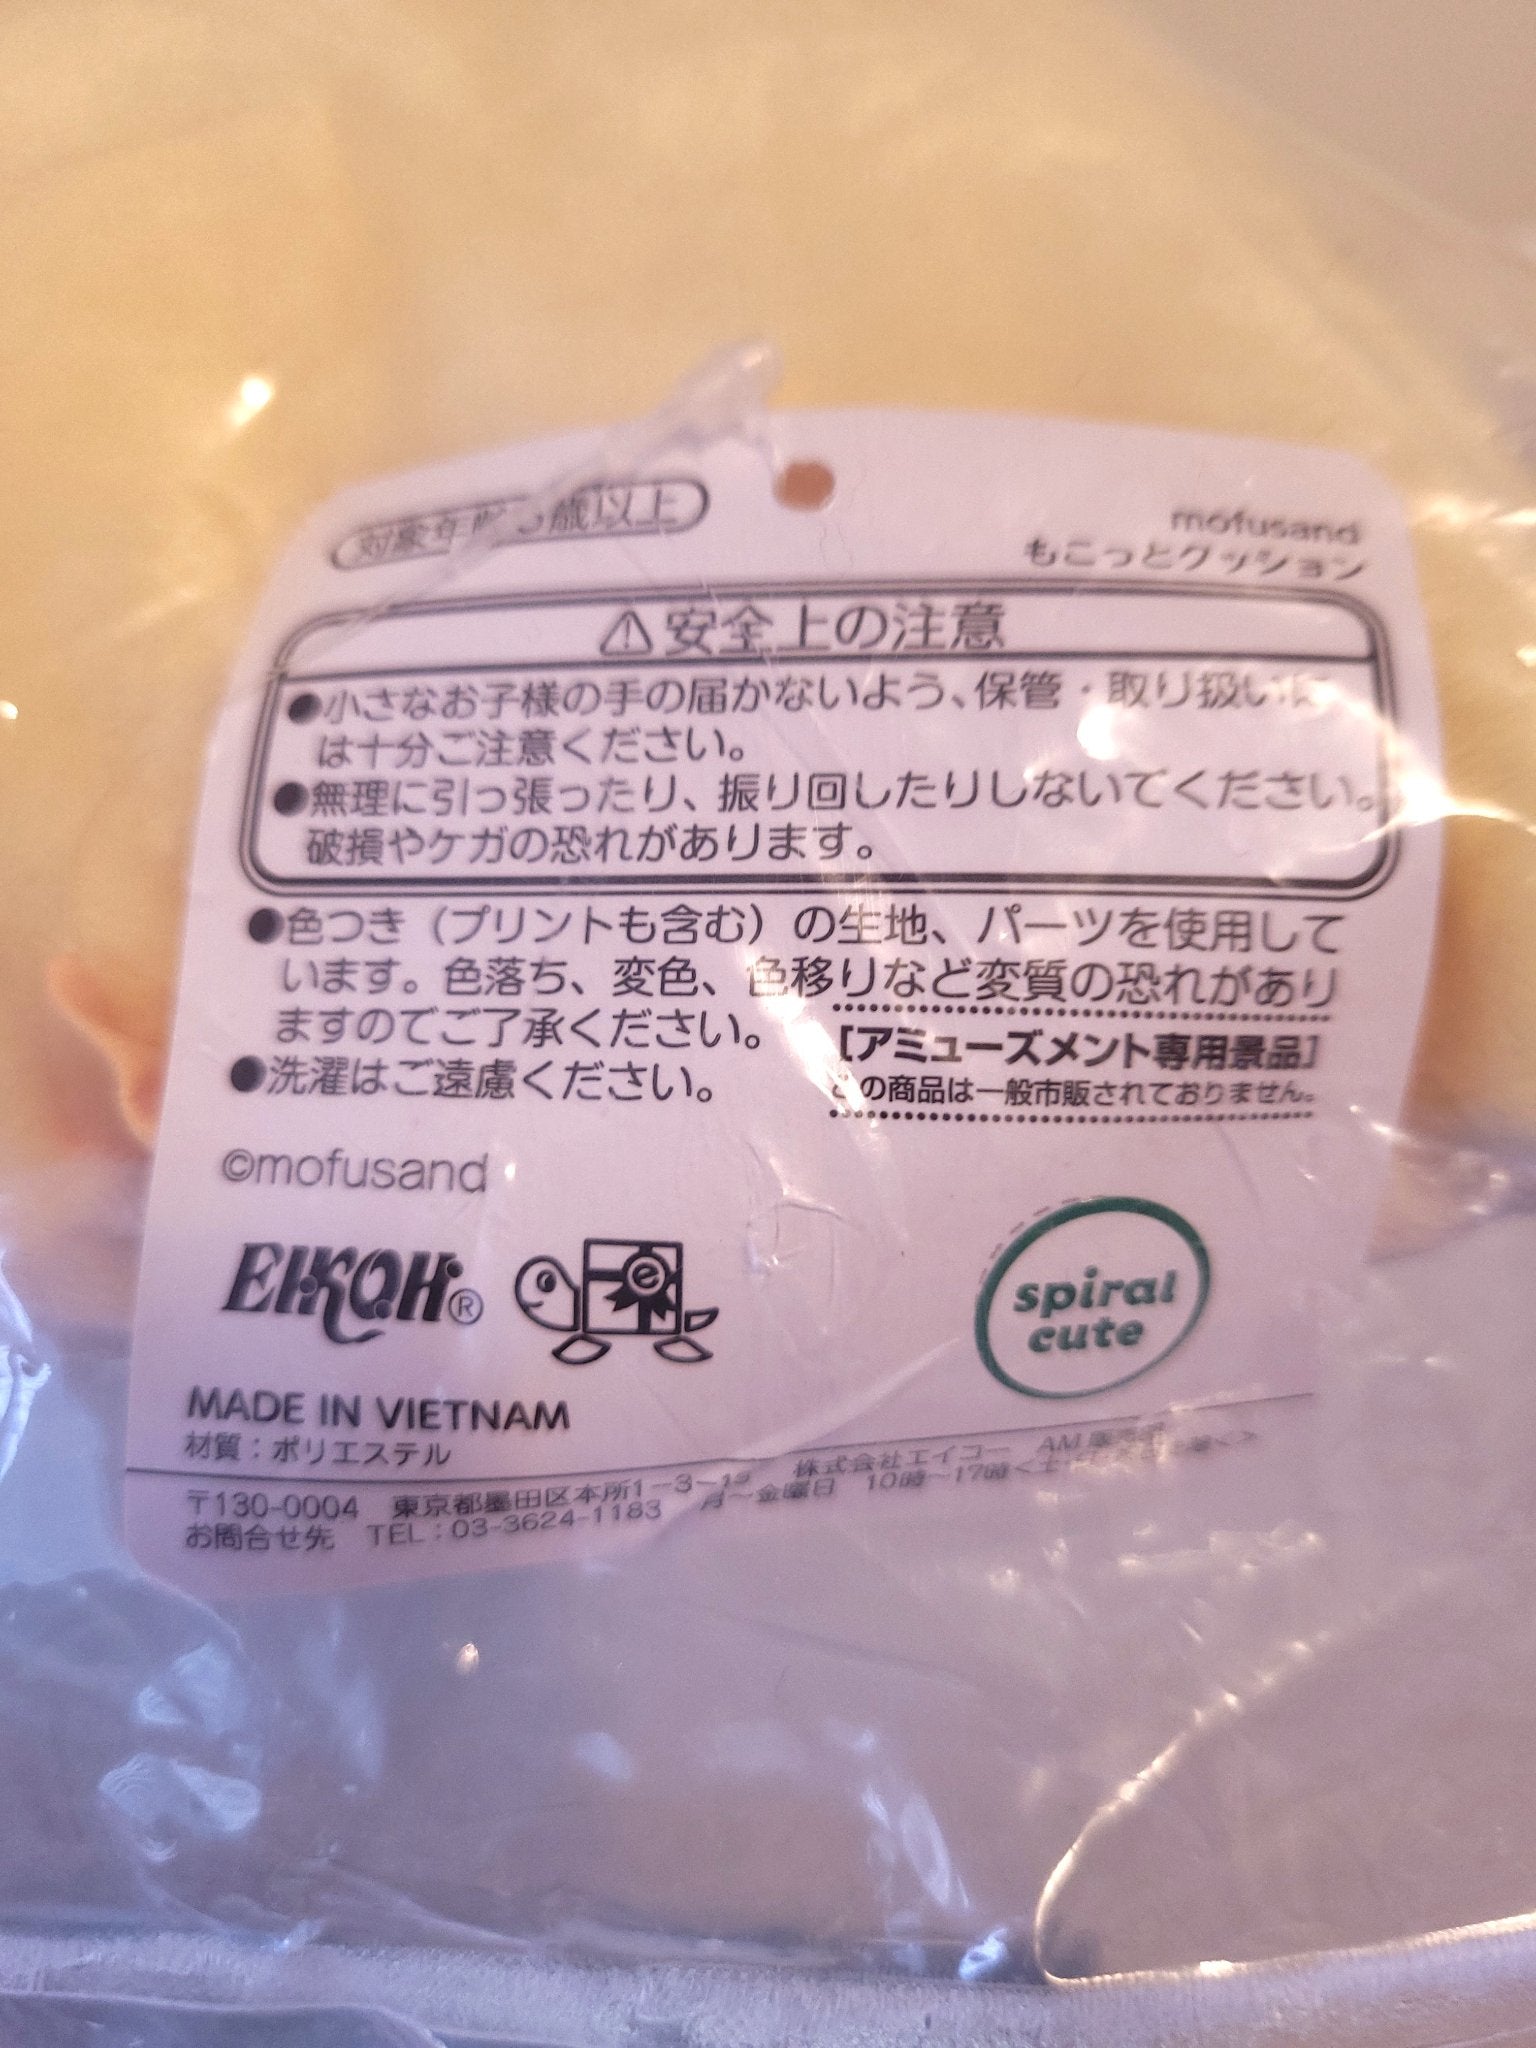 対象年齢 歳以上
mofusand
もこっとクッション
⚠安全上の注意
●小さなお子様の手の届かないよう、保管・取り扱いに
は十分ご注意ください。
●無理に引っ張ったり、振り回したりしないでください。
破損やケガの恐れがあります。
●色つき（プリントも含む）の生地、パーツを使用して
います。色落ち、変色、色移りなど変質の恐れがあり
ますのでご了承ください。
●洗濯はご遠慮ください。
［アミューズメント専用景品］
この商品は一般市販されておりません。
©mofusand
EIKOH®
e
spiral
cute
MADE IN VIETNAM
材質：ポリエステル
〒130-0004 東京都墨田区本所1-3- 株式会社エイコー AM
お問合せ先 TEL：03-3624-1183 月～金曜日 10時～17時